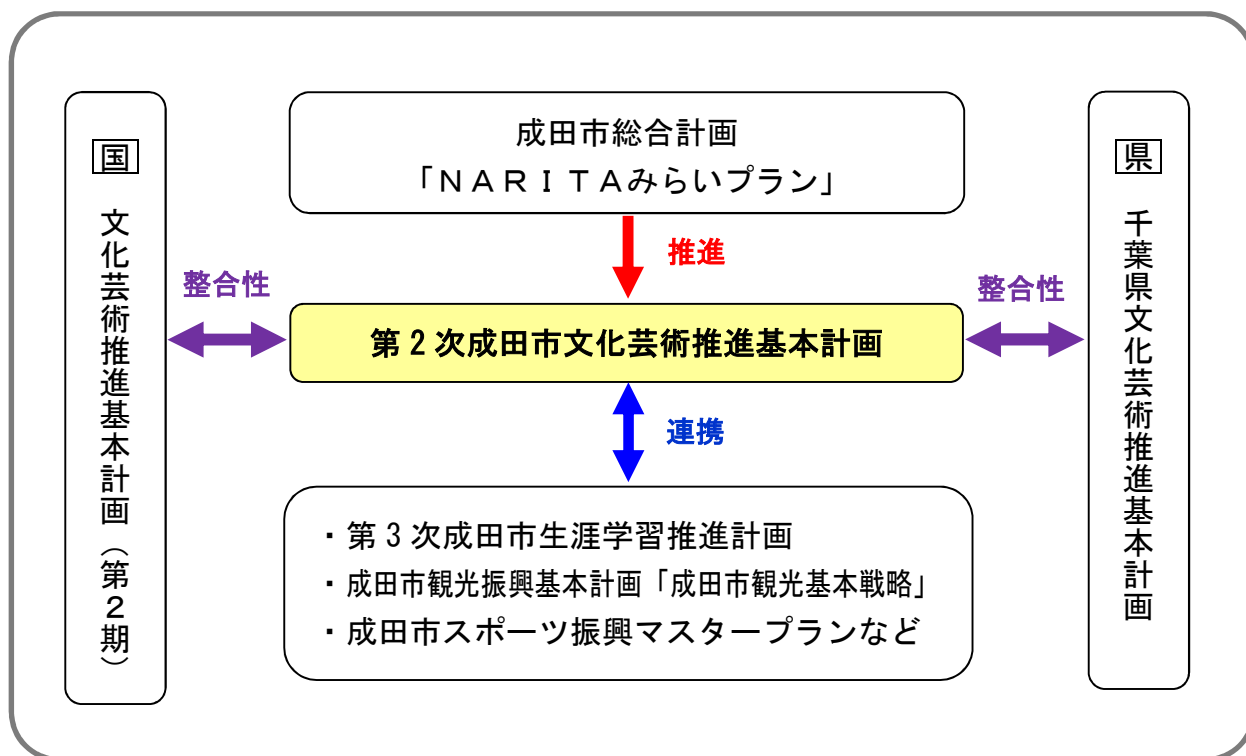 国 文化芸術推進基本計画（第２期）
成田市総合計画
「ＮＡＲＩＴＡみらいプラン」
推進
整合性
第２次成田市文化芸術推進基本計画
整合性
連携
・第３次成田市生涯学習推進計画
・成田市観光振興基本計画「成田市観光基本戦略」
・成田市スポーツ振興マスタープランなど
県 千葉県文化芸術推進基本計画